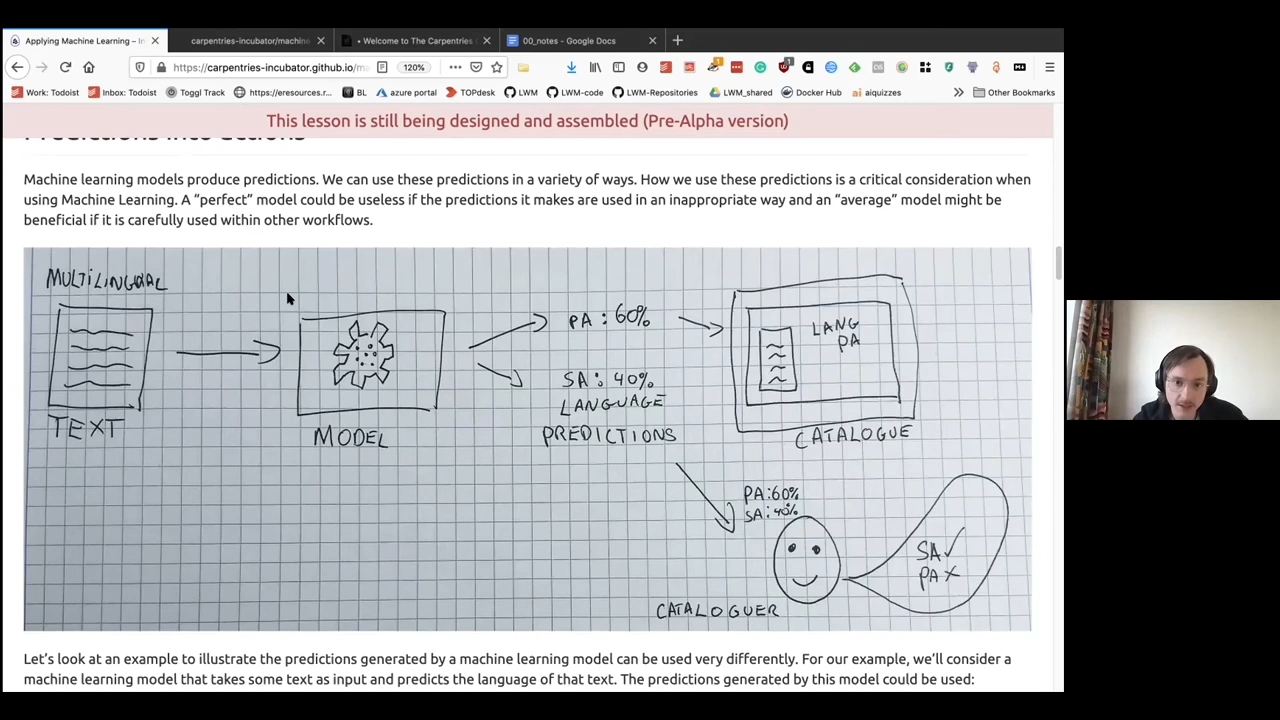 Applying Machine Learning – In
carpentries-incubator/machine
• Welcome to The Carpentries
00_notes - Google Docs
https://carpentries-incubator.github.io/ma
120%
Work: Todoist
Inbox: Todoist
Toggl Track
https://eresources.r...
BL
azure portal
TOPdesk
LWM
LWM-code
LWM-Repositories
LWM_shared
Docker Hub
aiquizzes
Other Bookmarks
This lesson is still being designed and assembled (Pre-Alpha version)
Machine learning models produce predictions. We can use these predictions in a variety of ways. How we use these predictions is a critical consideration when
using Machine Learning. A “perfect” model could be useless if the predictions it makes are used in an inappropriate way and an “average” model might be
beneficial if it is carefully used within other workflows.
MULTILINGUAL
TEXT
MODEL
PA : 60%
SA : 40%
LANGUAGE
PREDICTIONS
LANG
PA
CATALOGUE
PA:60%
SA:40%
CATALOGUER
SA ✓
PA x
Let’s look at an example to illustrate the predictions generated by a machine learning model can be used very differently. For our example, we’ll consider a
machine learning model that takes some text as input and predicts the language of that text. The predictions generated by this model could be used: